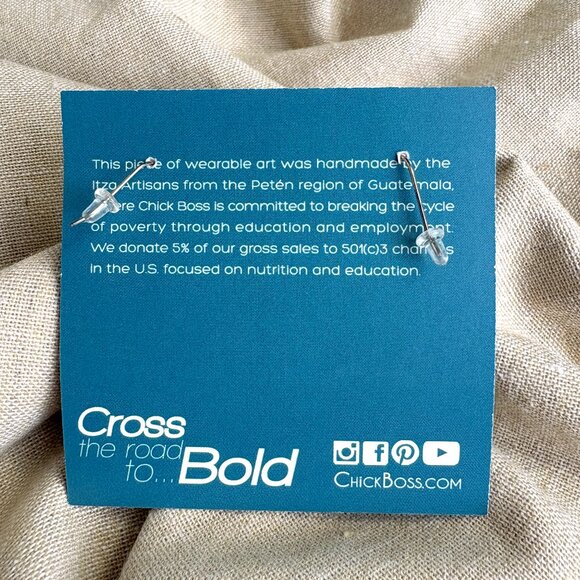 This piece of wearable art was handmade by the
Itza Artisans from the Petén region of Guatemala,
where Chick Boss is committed to breaking the cycle
of poverty through education and employment.
We donate 5% of our gross sales to 501(c)3 charities
in the U.S. focused on nutrition and education.
Cross
the road
to... Bold
ChickBoss.com